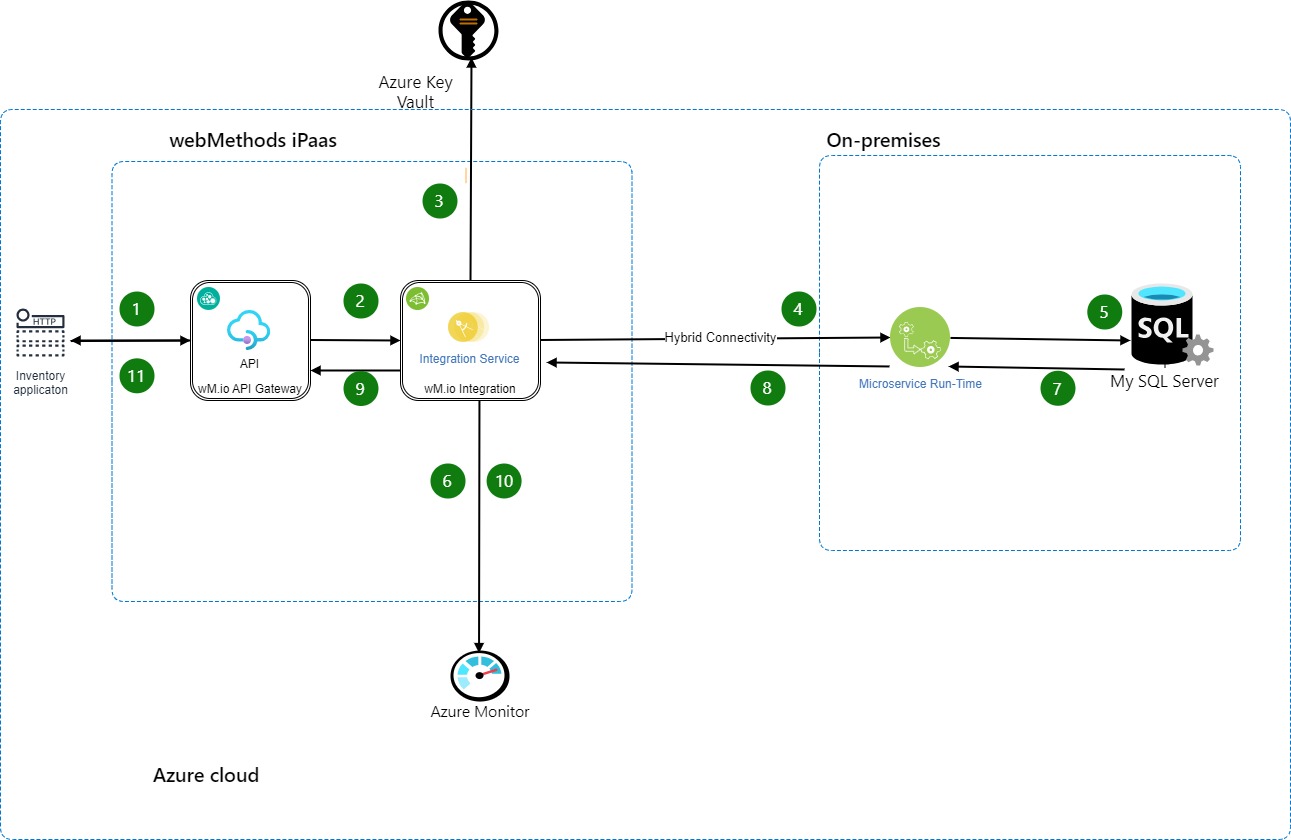 Azure Key
Vault
webMethods iPaas
On-premises
3
1
2
4
5
HTTP
SQL
API
Integration Service
Hybrid Connectivity
Inventory
applicaton
11
wM.io API Gateway
9
wM.io Integration
8
Microservice Run-Time
7
My SQL Server
6
10
Azure Monitor
Azure cloud